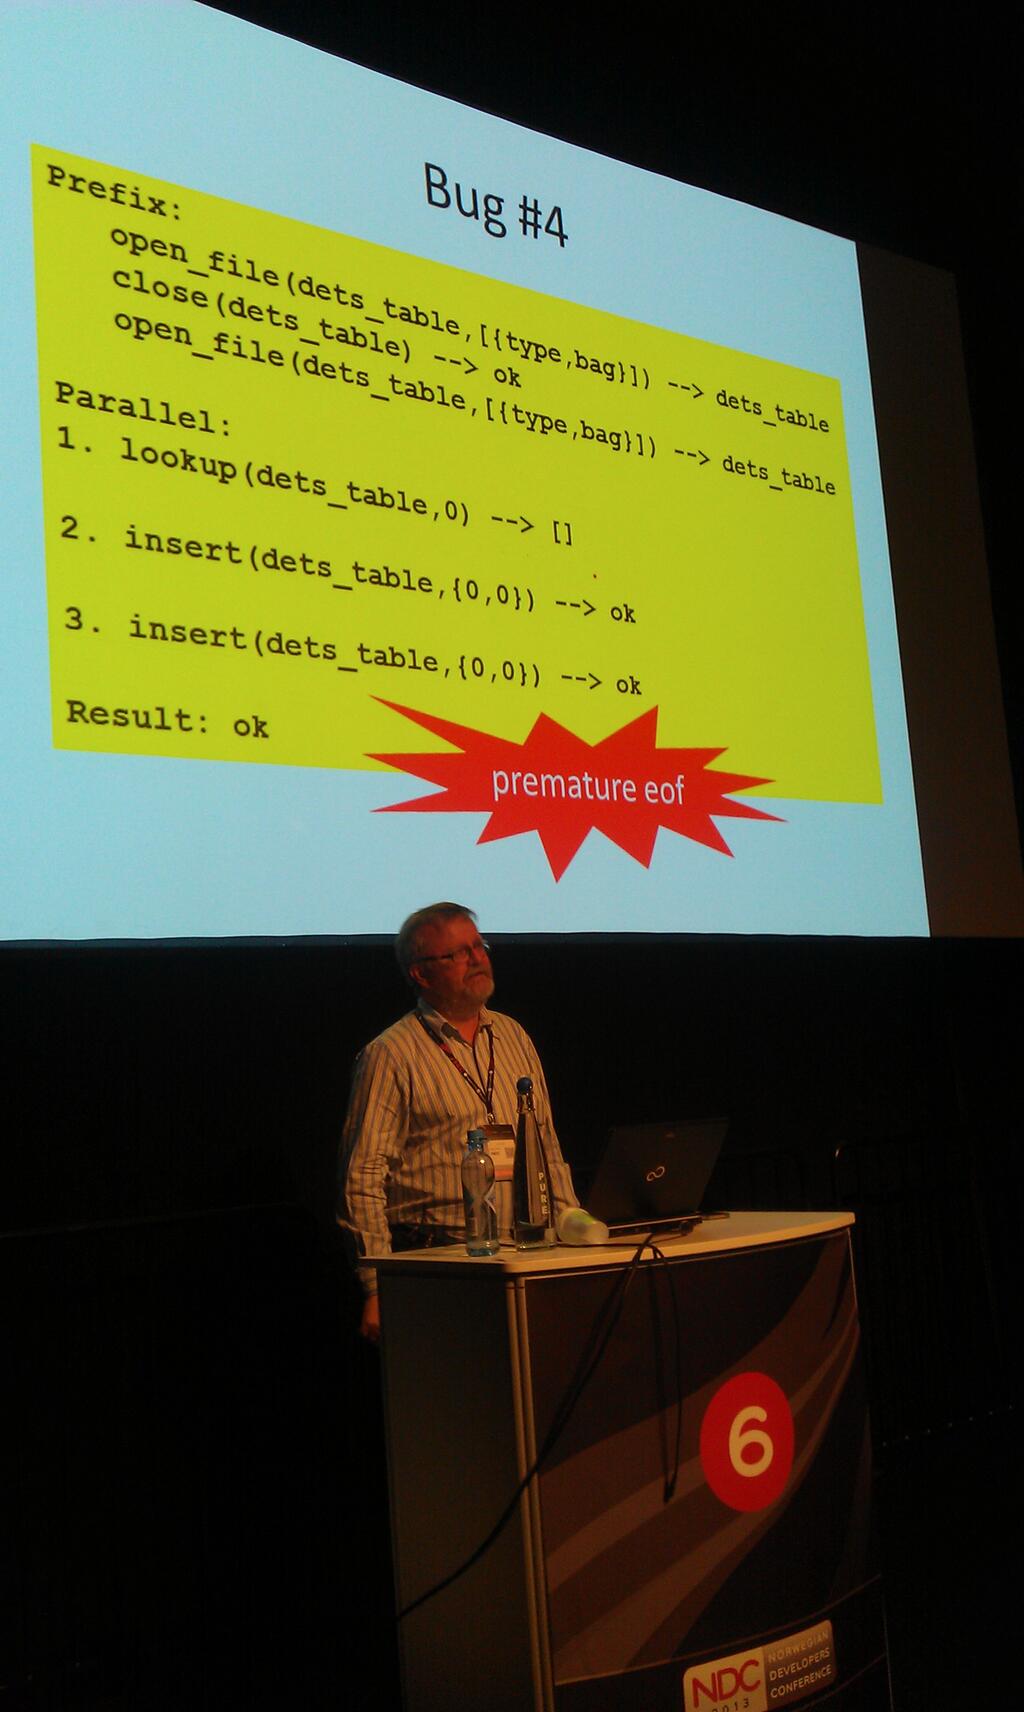 Bug #4
Prefix:
open_file(dets_table,[{type,bag}]) --> dets_table
close(dets_table) --> ok
open_file(dets_table,[{type,bag}]) --> dets_table
Parallel:
1. lookup(dets_table,0) --> []
2. insert(dets_table,{0,0}) --> ok
3. insert(dets_table,{0,0}) --> ok
Result: ok
premature eof
PURE
6
NDC
2013
NORWEGIAN
DEVELOPERS
CONFERENCE